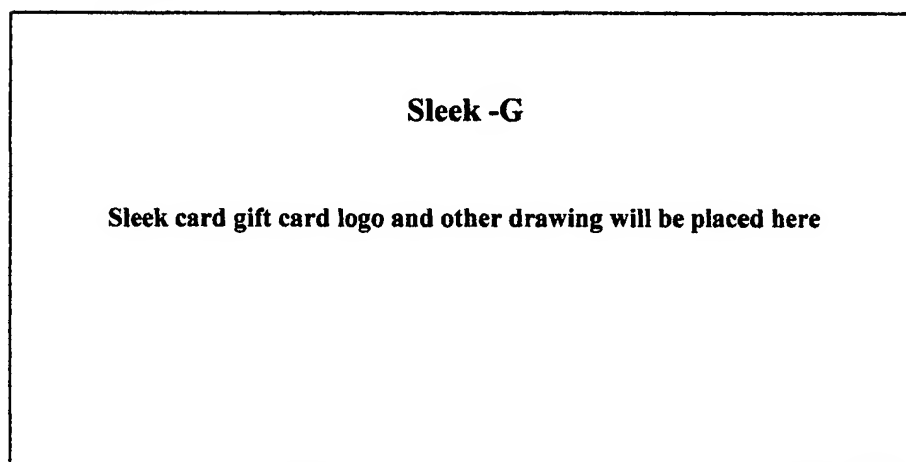 Sleek -G
Sleek card gift card logo and other drawing will be placed here